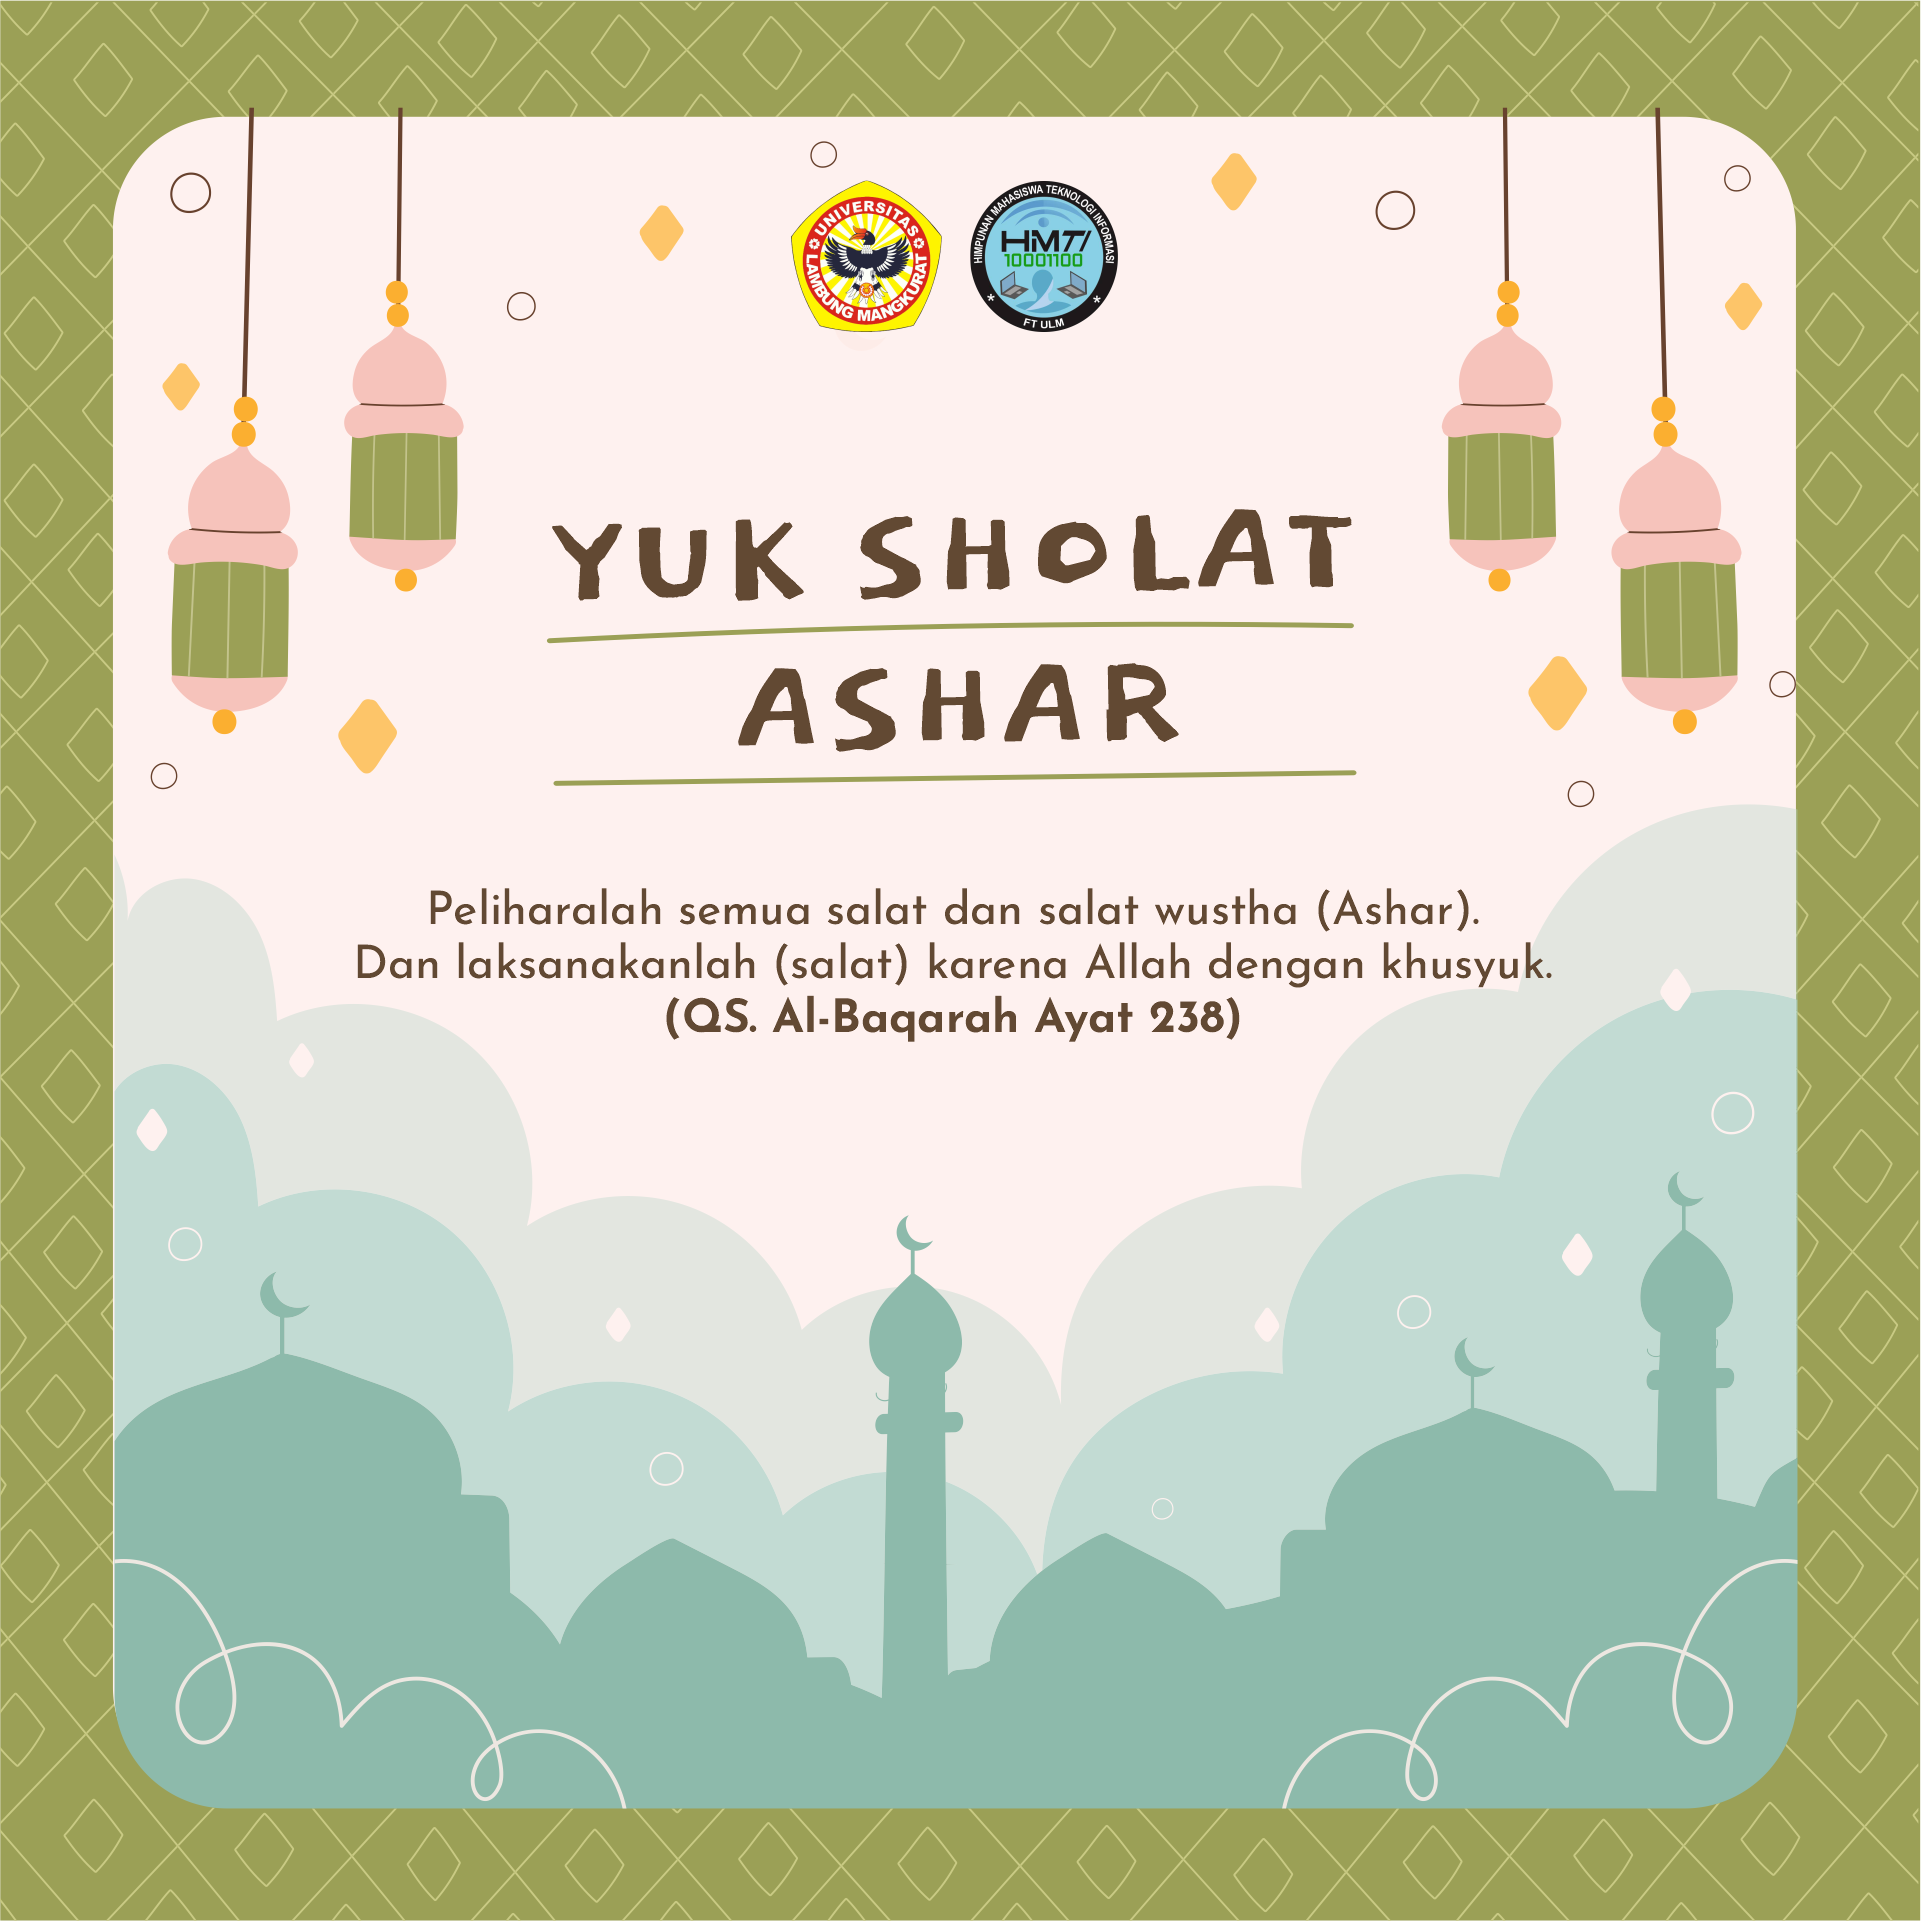 UNIVERSITAS
LAMBUNG MANGKURAT
HIMPUNAN MAHASISWA TEKNOLOGI INFORMASI
HMTI
10001100
FT ULM
YUK SHOLAT
ASHAR
Peliharalah semua salat dan salat wustha (Ashar).
Dan laksanakanlah (salat) karena Allah dengan khusyuk.
(QS. Al-Baqarah Ayat 238)